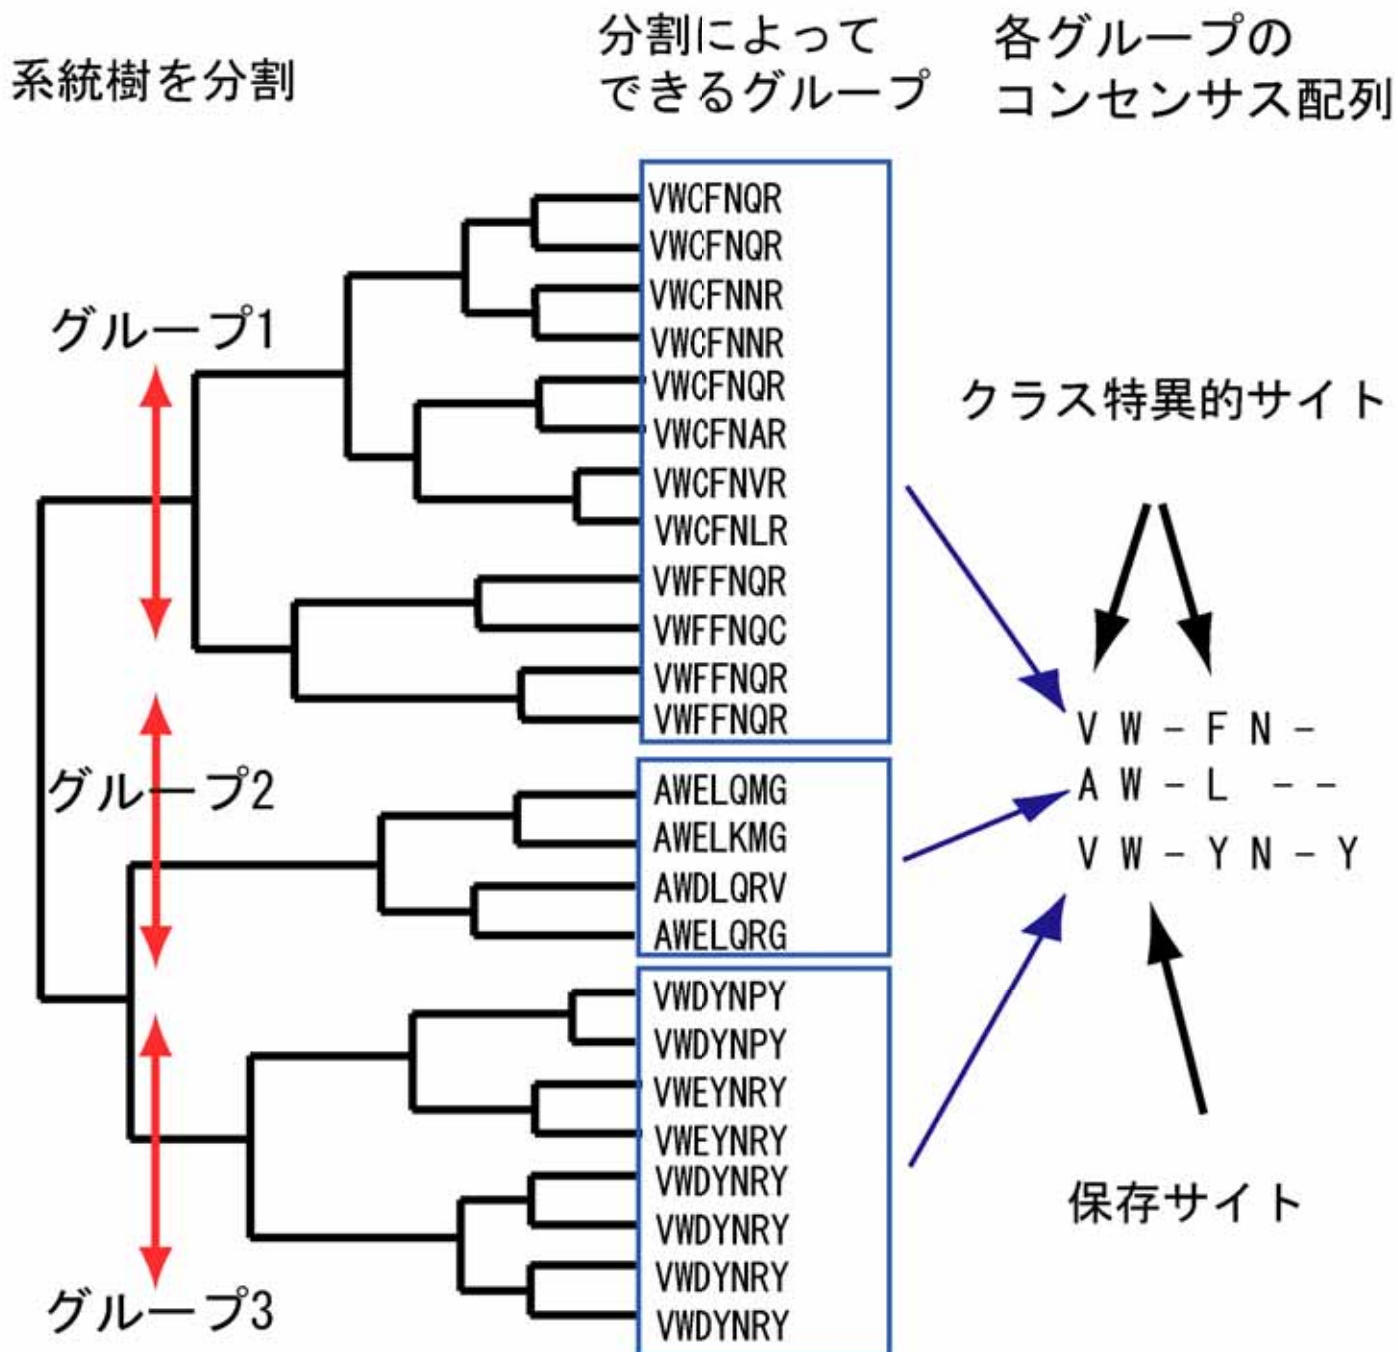 系統樹を分割
分割によって
できるグループ
各グループの
コンセンサス配列
グループ1
グループ2
グループ3
VWCFNQR
VWCFNQR
VWCFNNR
VWCFNNR
VWCFNQR
VWCFNAR
VWCFNVR
VWCFNLR
VWFFNQR
VWFFNQC
VWFFNQR
VWFFNQR
AWELQMG
AWELKMG
AWDLQRV
AWELQRG
VWDYNPY
VWDYNPY
VWEYNRY
VWEYNRY
VWDYNRY
VWDYNRY
VWDYNRY
VWDYNRY
クラス特異的サイト
V W - F N -
A W - L - -
V W - Y N - Y
保存サイト